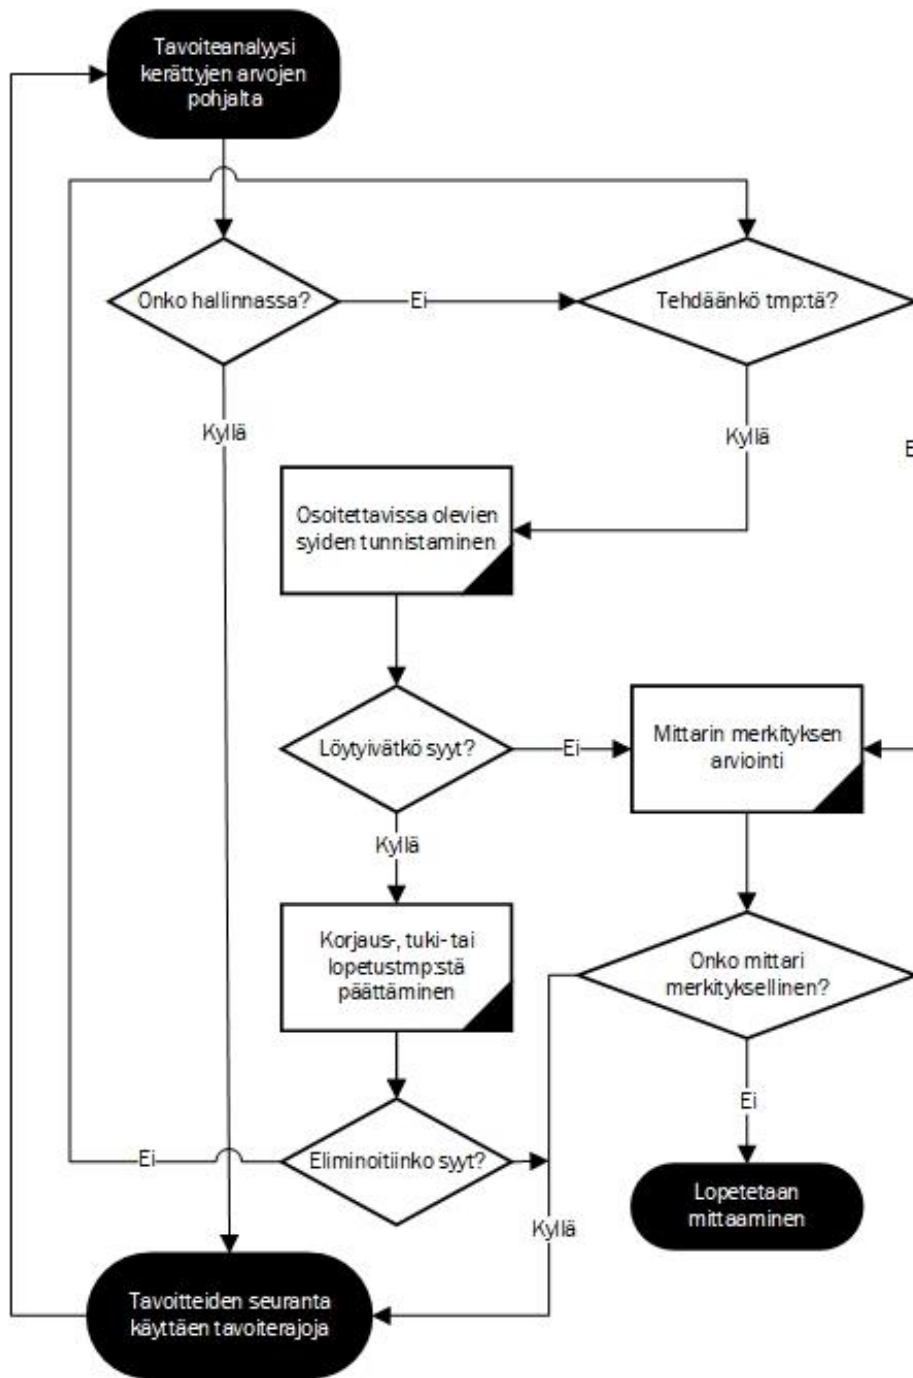 Tavoiteanalyysi
kerättyjen arvojen
pohjalta
Onko hallinnassa?
Ei
Tehdäänkö tmp:tä?
Kyllä
Kyllä
E
Osoitettavissa olevien
syiden tunnistaminen
Löytyivätkö syyt?
Ei
Mittarin merkityksen
arviointi
Kyllä
Korjaus-, tuki- tai
lopetustmp:stä
päättäminen
Onko mittari
merkityksellinen?
Ei
Ei
Eliminoitiinko syyt?
Lopetetaan
mittaaminen
Kyllä
Tavoitteiden seuranta
käyttäen tavoiterajoja